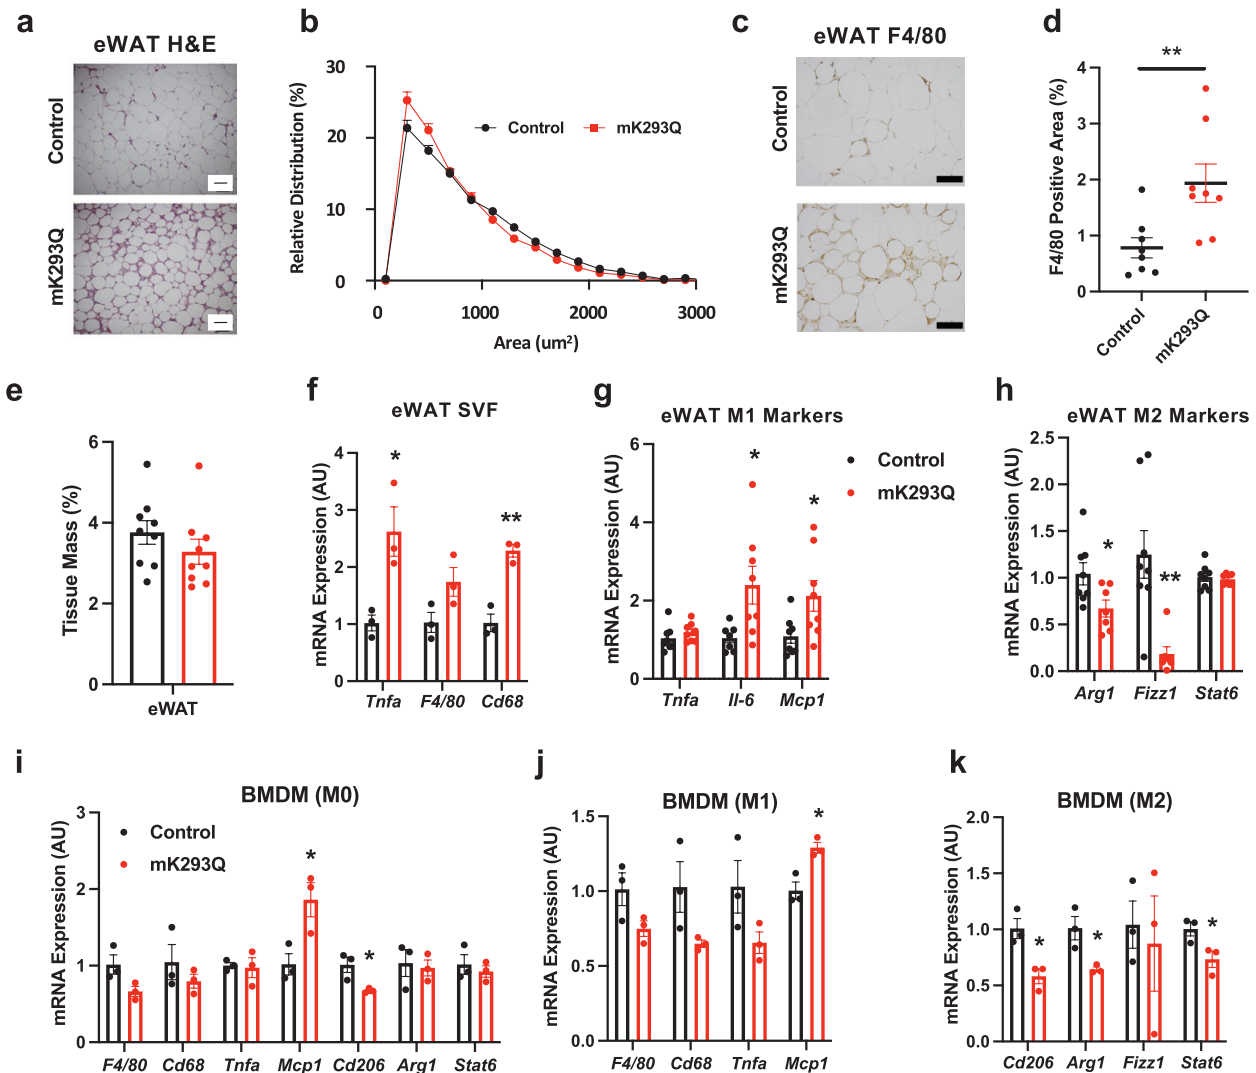 a
eWAT H&E
Control
mK293Q
b
Relative Distribution (%)
30
20
10
0
Control
mK293Q
0
1000
2000
3000
Area (um²)
c
eWAT F4/80
Control
mK293Q
d
F4/80 Positive Area (%)
**
4
3
2
1
0
Control
mK293Q
e
Tissue Mass (%)
6
4
2
0
eWAT
f
eWAT SVF
mRNA Expression (AU)
4
3
2
1
0
*
**
Tnfa
F4/80
Cd68
g
eWAT M1 Markers
mRNA Expression (AU)
6
4
2
0
*
*
Control
mK293Q
Tnfa
Il-6
Mcp1
h
eWAT M2 Markers
mRNA Expression (AU)
2.5
2.0
1.5
1.0
0.5
0.0
*
**
Arg1
Fizz1
Stat6
i
BMDM (M0)
mRNA Expression (AU)
3
2
1
0
Control
mK293Q
*
*
F4/80
Cd68
Tnfa
Mcp1
Cd206
Arg1
Stat6
j
BMDM (M1)
mRNA Expression (AU)
1.5
1.0
0.5
0.0
*
F4/80
Cd68
Tnfa
Mcp1
k
BMDM (M2)
mRNA Expression (AU)
2.0
1.5
1.0
0.5
0.0
*
*
*
Cd206
Arg1
Fizz1
Stat6